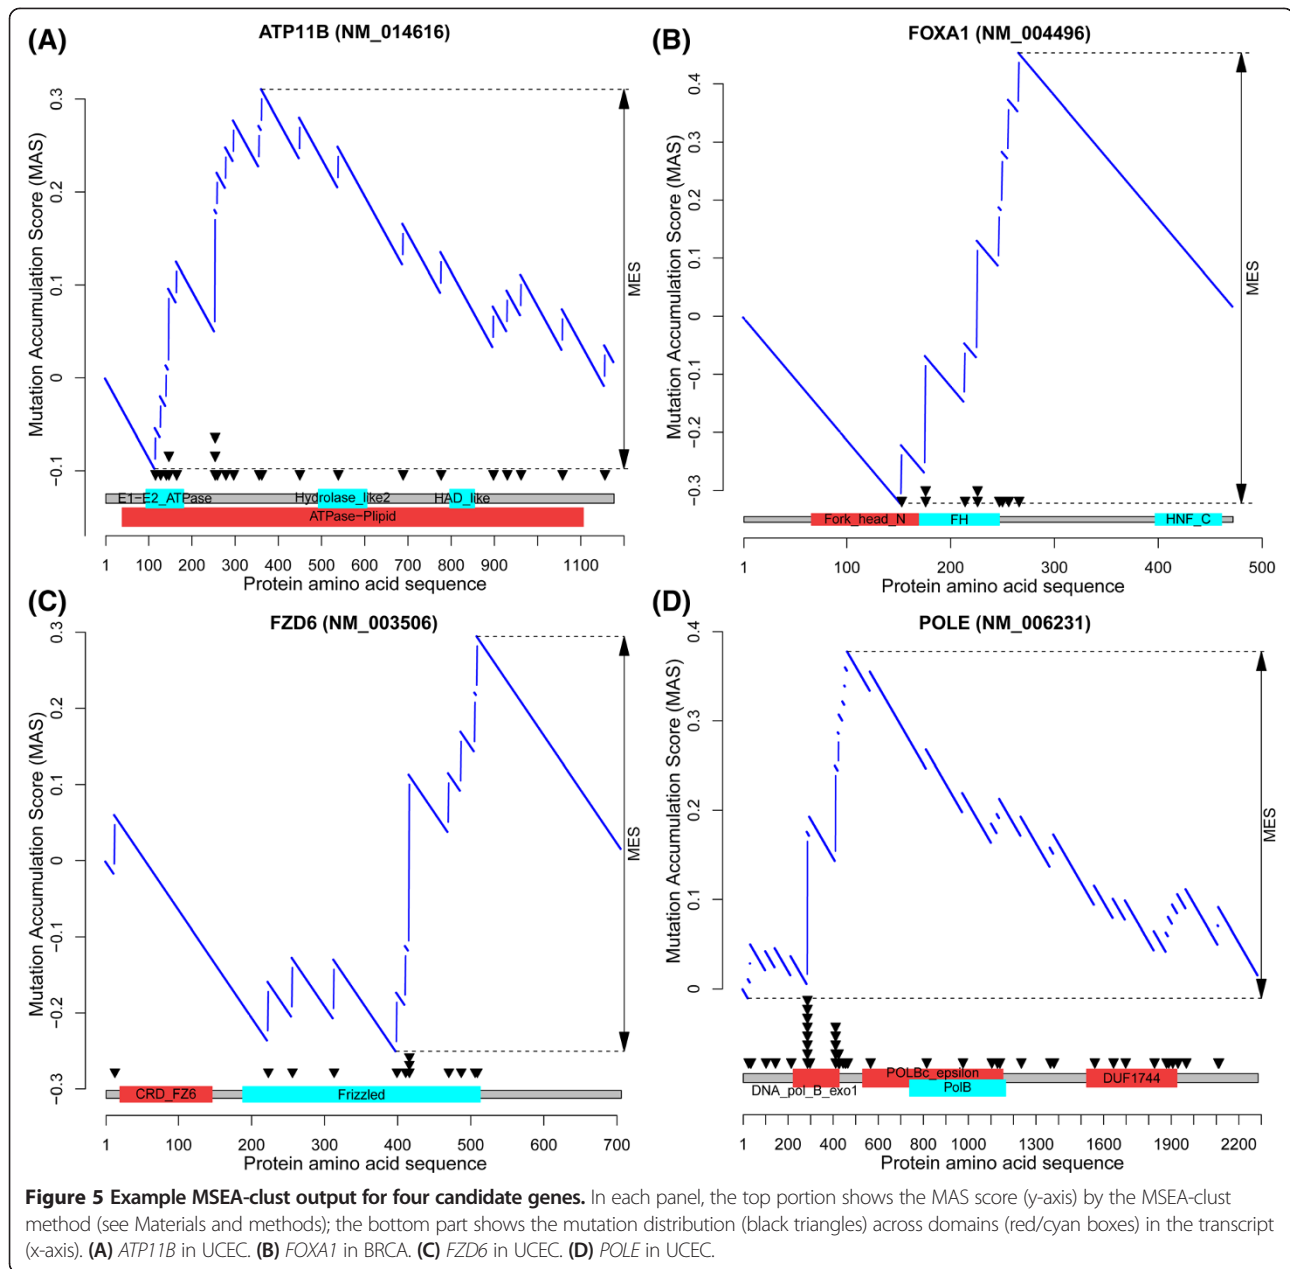 (A)
ATP11B (NM_014616)
Mutation Accumulation Score (MAS)
0.3
0.2
0.1
0
−0.1
MES
E1−E2_ATPase
Hydrolase_like2
HAD_like
ATPase−Plipid
1 100 200 300 400 500 600 700 800 900 1100
Protein amino acid sequence
(B)
FOXA1 (NM_004496)
Mutation Accumulation Score (MAS)
0.4
0.3
0.2
0.1
0
−0.1
−0.2
−0.3
MES
Fork_head_N
FH
HNF_C
1 100 200 300 400 500
Protein amino acid sequence
(C)
FZD6 (NM_003506)
Mutation Accumulation Score (MAS)
0.3
0.2
0.1
0
−0.1
−0.2
−0.3
MES
CRD_FZ6
Frizzled
1 100 200 300 400 500 600 700
Protein amino acid sequence
(D)
POLE (NM_006231)
Mutation Accumulation Score (MAS)
0.4
0.3
0.2
0.1
0
MES
DNA_pol_B_exo1
POLBc_epsilon
PolB
DUF1744
1 200 400 600 800 1000 1300 1600 1900 2200
Protein amino acid sequence
Figure 5 Example MSEA-clust output for four candidate genes. In each panel, the top portion shows the MAS score (y-axis) by the MSEA-clust
method (see Materials and methods); the bottom part shows the mutation distribution (black triangles) across domains (red/cyan boxes) in the transcript
(x-axis). (A) ATP11B in UCEC. (B) FOXA1 in BRCA. (C) FZD6 in UCEC. (D) POLE in UCEC.